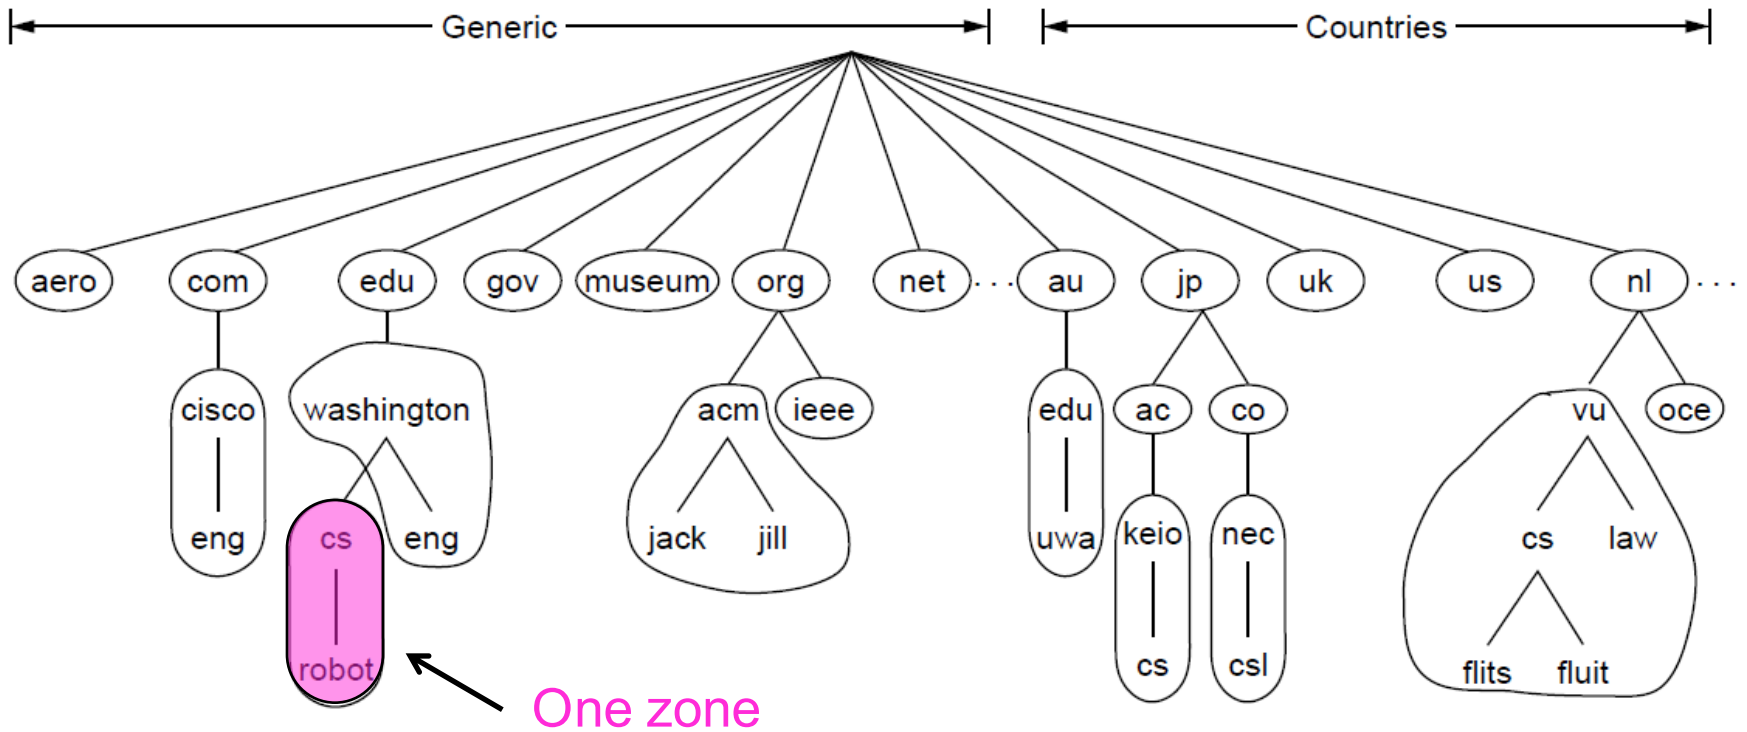 Generic Countries
aero com edu gov museum org net ... au jp uk us nl ...
cisco washington acm ieee edu ac co vu oce
eng cs eng jack jill uwa keio nec cs law
robot cs csl flits fluit
One zone